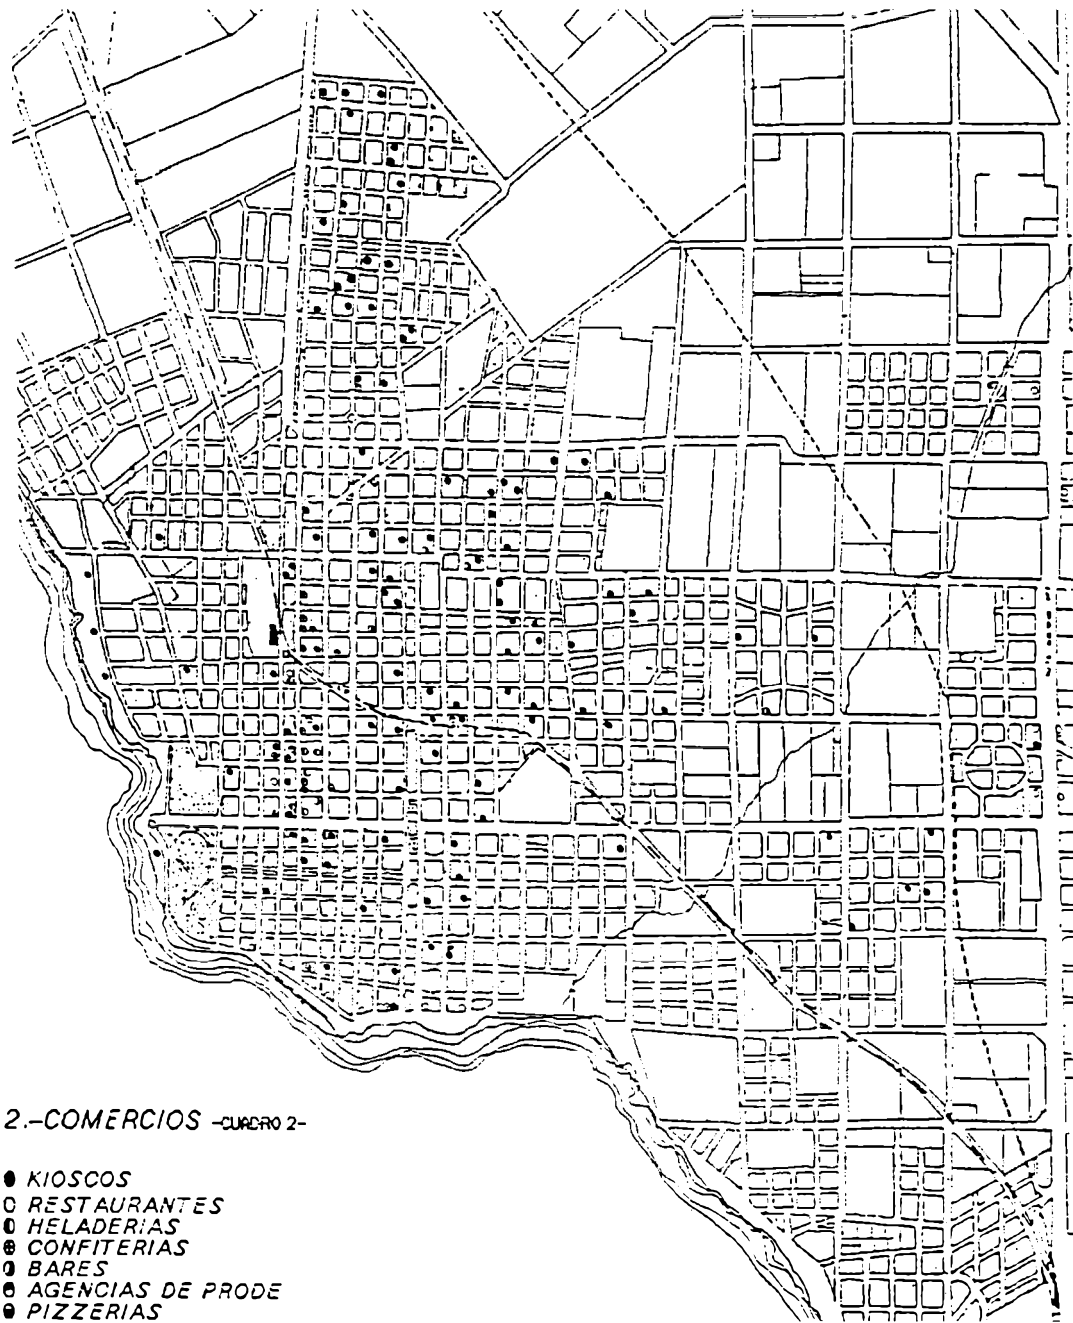 2.-COMERCIOS -CUADRO 2-
KIOSCOS
RESTAURANTES
HELADERIAS
CONFITERIAS
BARES
AGENCIAS DE PRODE
PIZZERIAS